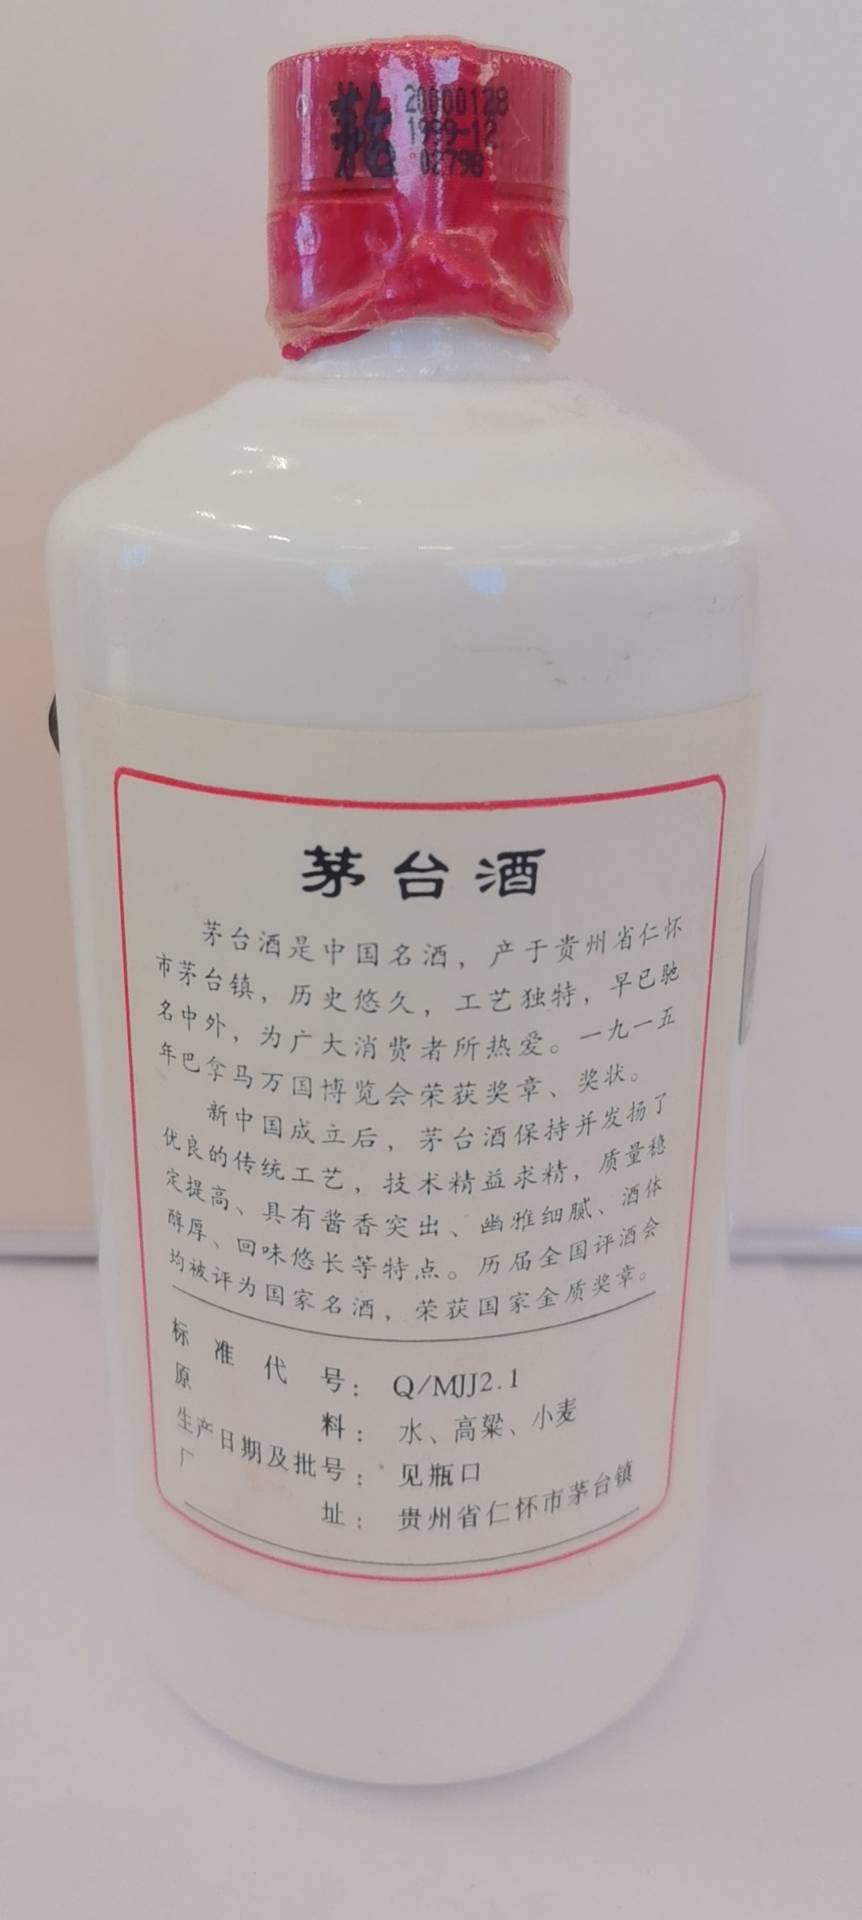 茅台
20000128
1999-12
02790
茅台酒
茅台酒是中国名酒，产于贵州省仁怀
市茅台镇，历史悠久，工艺独特，早已驰
名中外，为广大消费者所热爱。一九一五
年巴拿马万国博览会荣获奖章、奖状。
新中国成立后，茅台酒保持并发扬了
优良的传统工艺，技术精益求精，质量稳
定提高、具有酱香突出、幽雅细腻、酒体
醇厚、回味悠长等特点。历届全国评酒会
均被评为国家名酒，荣获国家金质奖章。
标准代号：Q/MJJ2.1
原料：水、高粱、小麦
生产日期及批号：见瓶口
厂址：贵州省仁怀市茅台镇